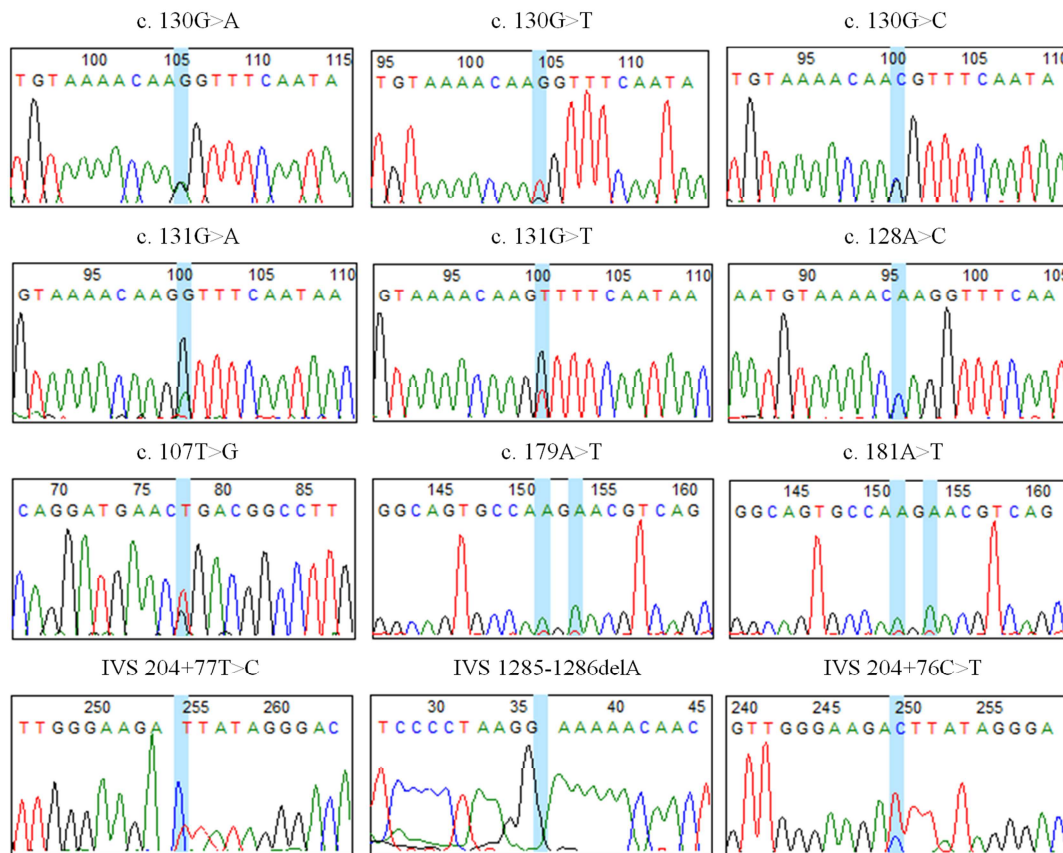 c. 130G>A c. 130G>T c. 130G>C
100 105 110 115 95 100 105 110 95 100 105 110
TGTAAAACAAGGTTTCAATA TGTAAAACAAGGTTTCAATA TGTAAAACAACGTTTCAATA
c. 131G>A c. 131G>T c. 128A>C
95 100 105 110 95 100 105 110 90 95 100 105
GTAAAACAAGGTTTCAATAA GTAAAACAAGTTTTCAATAA AATGTAAAACAAGGTTTCAA
c. 107T>G c. 179A>T c. 181A>T
70 75 80 85 145 150 155 160 145 150 155 160
CAGGATGAACTGACGGCCTT GGCAGTGCCAAGAACGTCAG GGCAGTGCCAAGAACGTCAG
IVS 204+77T>C IVS 1285-1286delA IVS 204+76C>T
250 255 260 30 35 40 45 240 245 250 255
TTGGGAAGA TTATAGGGAC TCCCCTAAGG AAAAACAAC GTTGGGAAGACTTATAGGGA